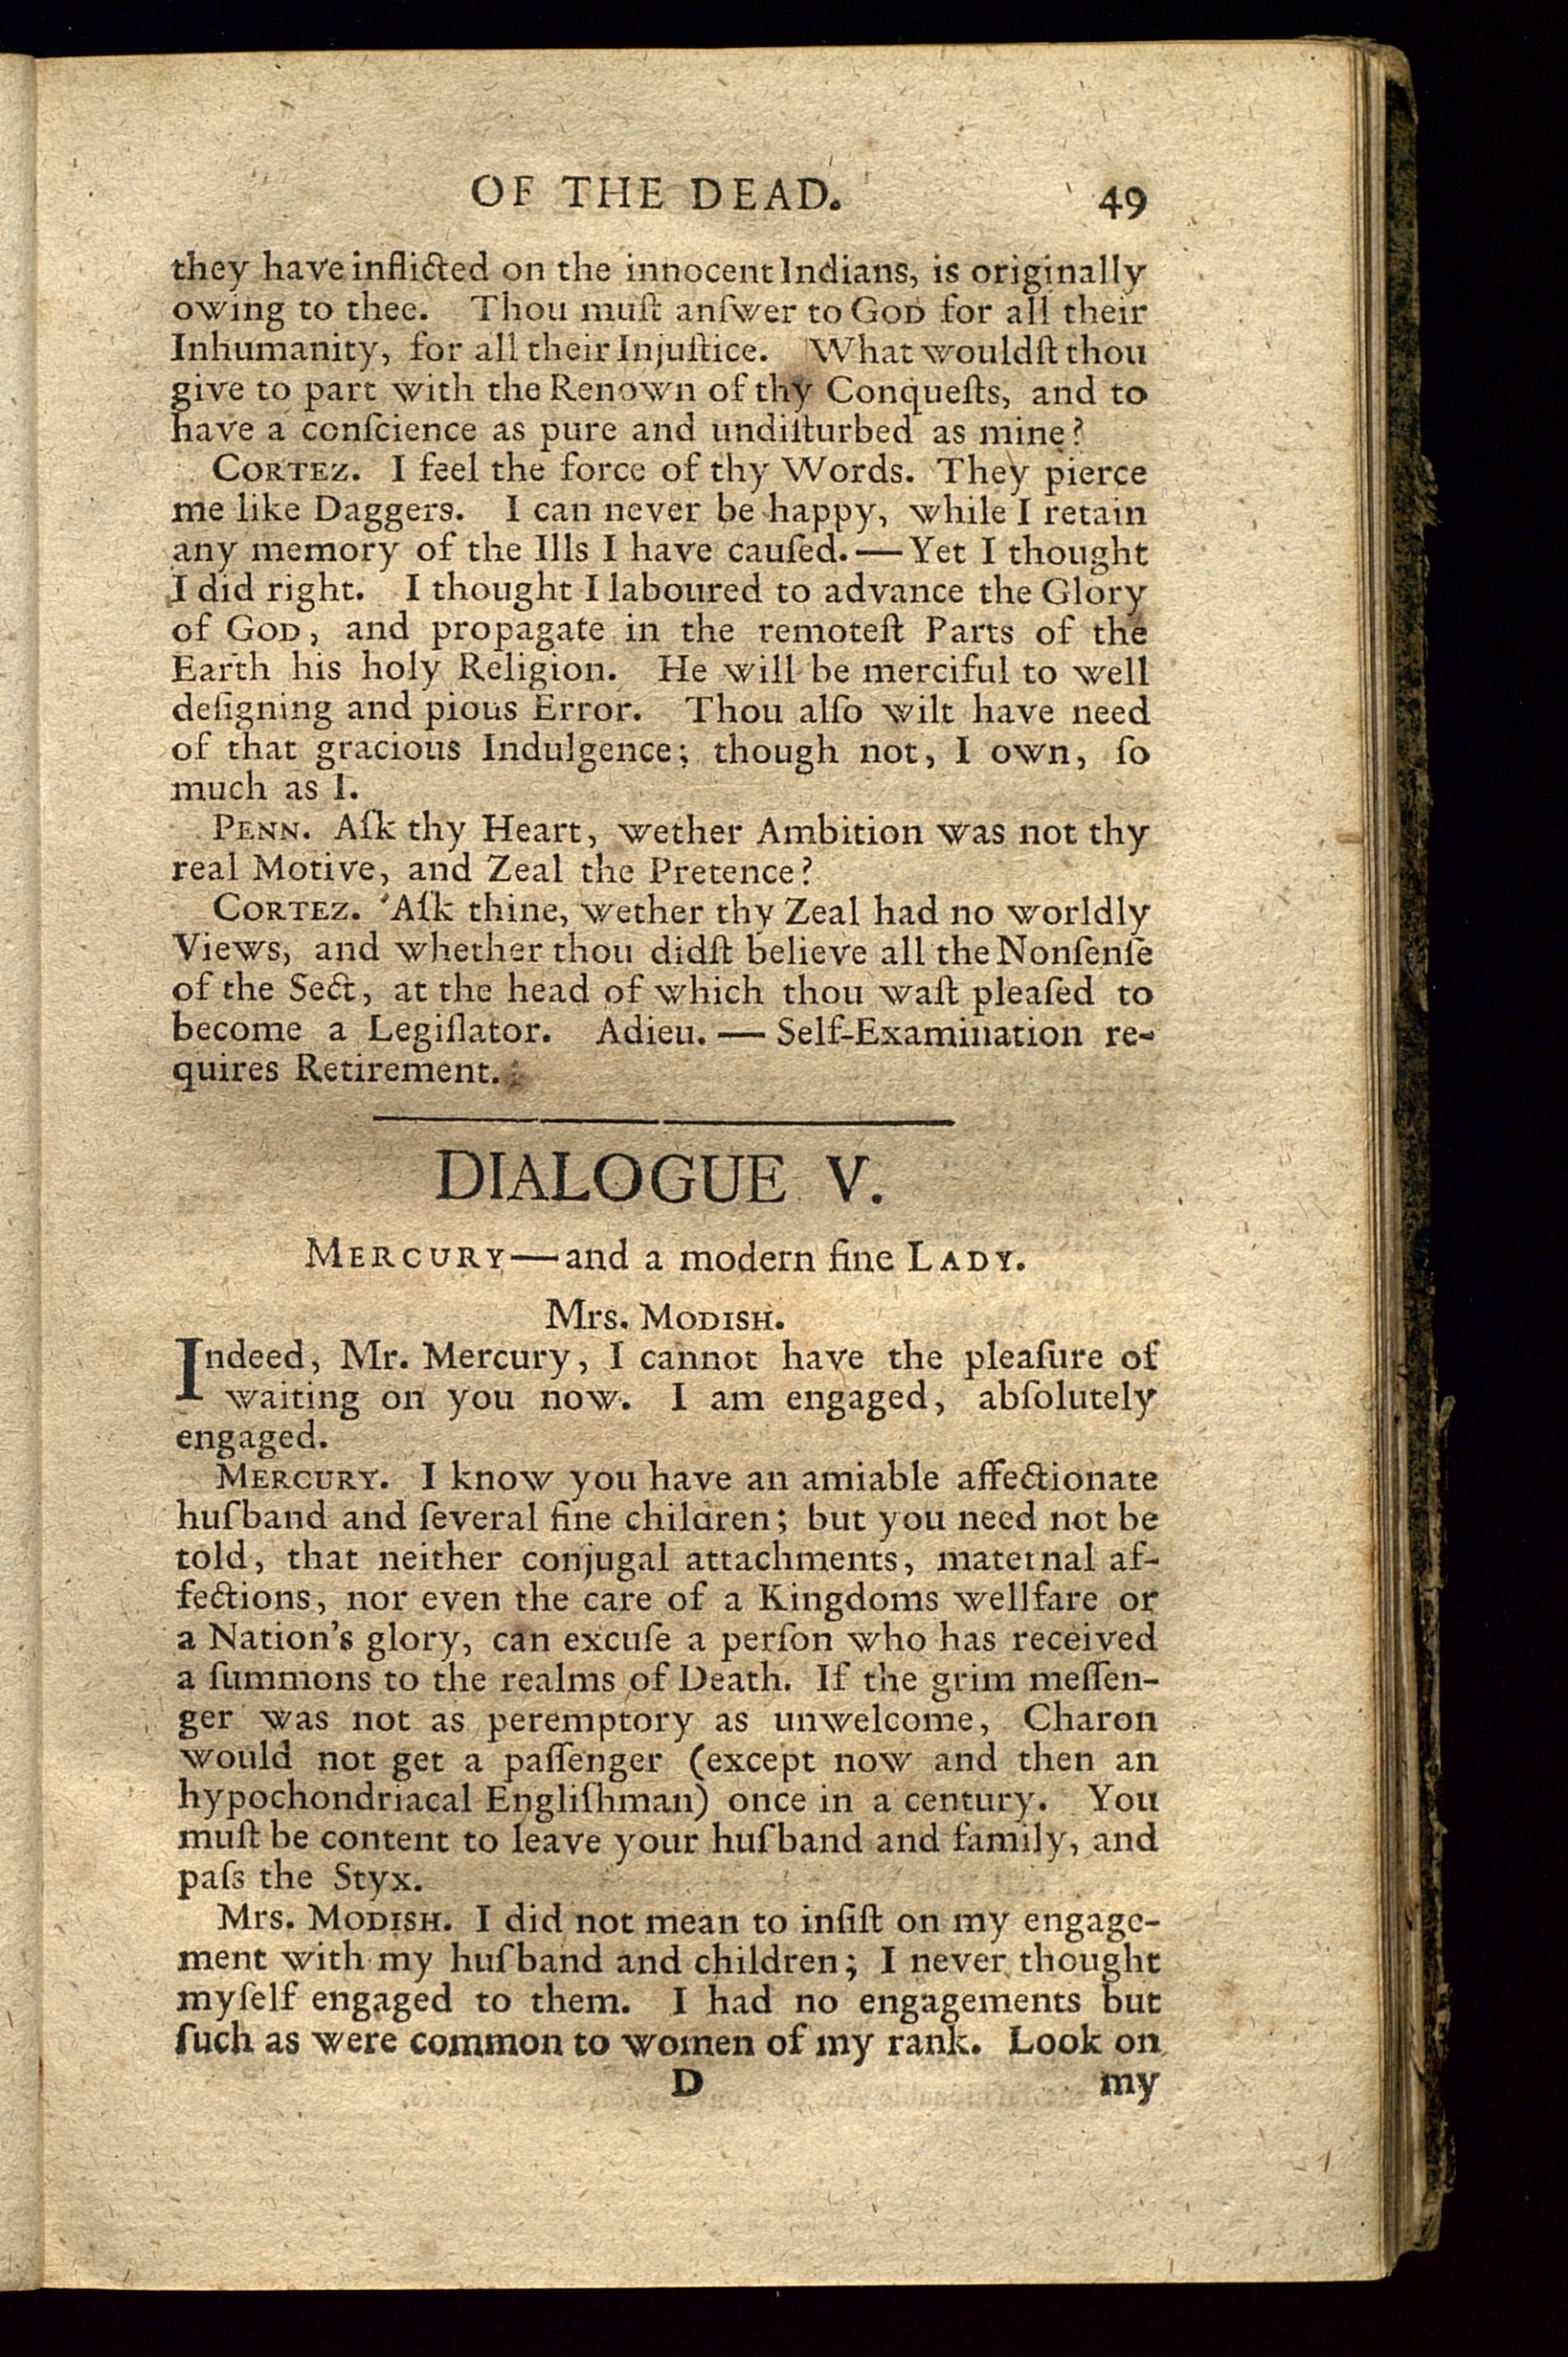 OF THE DEAD. 49
they have inflicted on the innocent Indians, is originally
owing to thee. Thou muſt anſwer to GOD for all their
Inhumanity, for all their Injuſtice. What wouldſt thou
give to part with the Renown of thy Conqueſts, and to
have a conſcience as pure and undiſturbed as mine?
CORTEZ. I feel the force of thy Words. They pierce
me like Daggers. I can never be happy, while I retain
any memory of the Ills I have cauſed. — Yet I thought
I did right. I thought I laboured to advance the Glory
of GOD, and propagate in the remoteſt Parts of the
Earth his holy Religion. He will be merciful to well
deſigning and pious Error. Thou alſo wilt have need
of that gracious Indulgence; though not, I own, ſo
much as I.
PENN. Aſk thy Heart, wether Ambition was not thy
real Motive, and Zeal the Pretence?
CORTEZ. Aſk thine, wether thy Zeal had no worldly
Views, and whether thou didſt believe all the Nonſenſe
of the Sect, at the head of which thou waſt pleaſed to
become a Legiſlator. Adieu. — Self-Examination re-
quires Retirement.
DIALOGUE V.
MERCURY — and a modern fine LADY.
Mrs. MODISH.
Indeed, Mr. Mercury, I cannot have the pleaſure of
waiting on you now. I am engaged, abſolutely
engaged.
MERCURY. I know you have an amiable affectionate
huſband and ſeveral fine children; but you need not be
told, that neither conjugal attachments, maternal af-
fections, nor even the care of a Kingdoms wellfare or
a Nation's glory, can excuſe a perſon who has received
a ſummons to the realms of Death. If the grim meſſen-
ger was not as peremptory as unwelcome, Charon
would not get a paſſenger (except now and then an
hypochondriacal Engliſhman) once in a century. You
muſt be content to leave your huſband and family, and
paſs the Styx.
Mrs. MODISH. I did not mean to inſiſt on my engage-
ment with my huſband and children; I never thought
myſelf engaged to them. I had no engagements but
ſuch as were common to women of my rank. Look on
D my